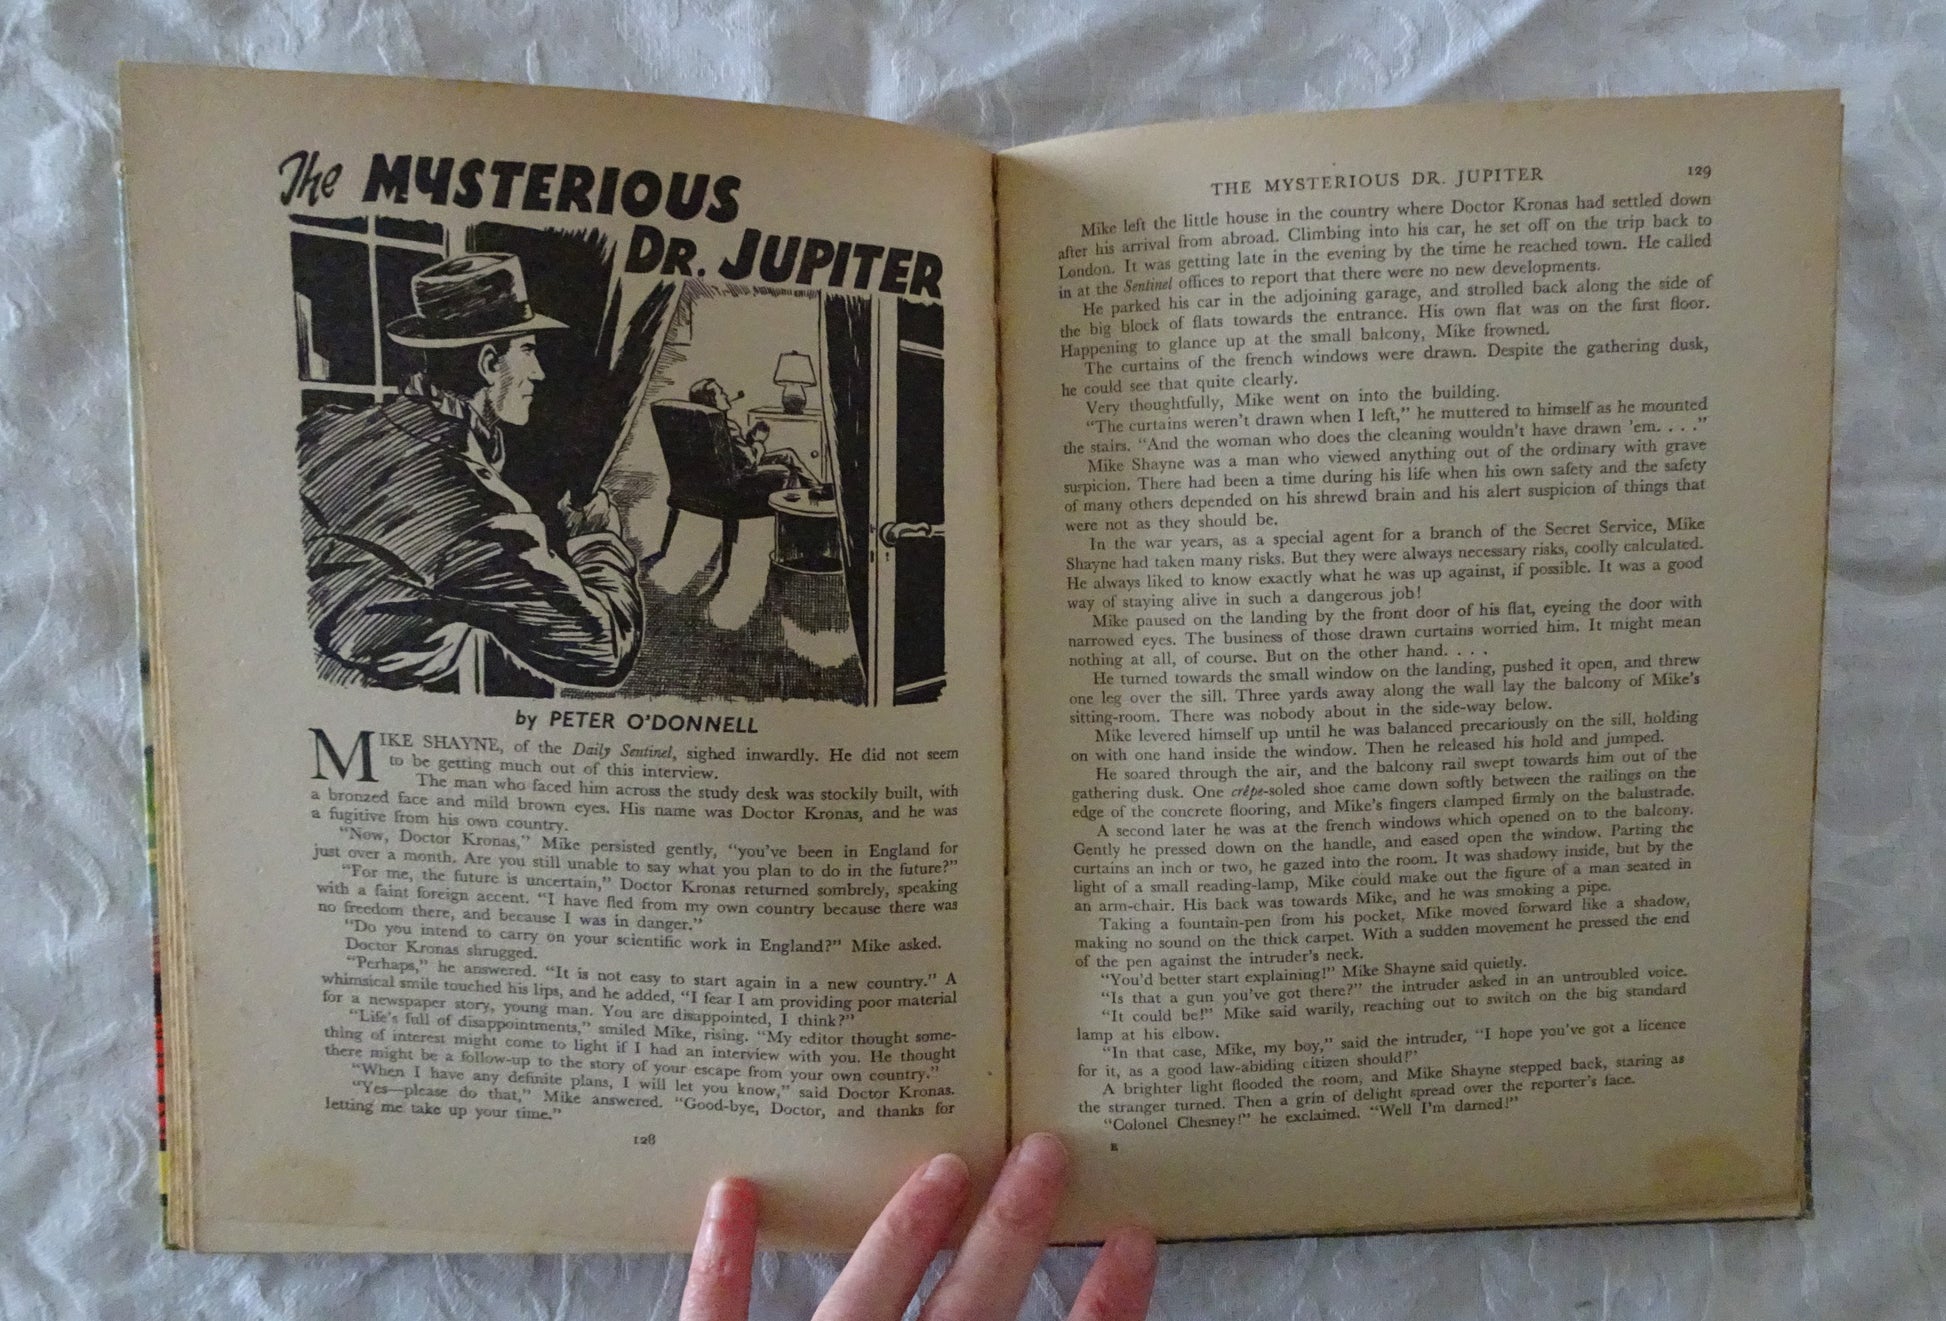 The MYSTERIOUS
DR. JUPITER
by PETER O'DONNELL
MIKE SHAYNE, of the Daily Sentinel, sighed inwardly. He did not seem
to be getting much out of this interview.
The man who faced him across the study desk was stockily built, with
a bronzed face and mild brown eyes. His name was Doctor Kronas, and he was
a fugitive from his own country.
"Now, Doctor Kronas," Mike persisted gently, "you've been in England for
just over a month. Are you still unable to say what you plan to do in the future?"
"For me, the future is uncertain," Doctor Kronas returned sombrely, speaking
with a faint foreign accent. "I have fled from my own country because there was
no freedom there, and because I was in danger."
"Do you intend to carry on your scientific work in England?" Mike asked.
Doctor Kronas shrugged.
"Perhaps," he answered. "It is not easy to start again in a new country." A
whimsical smile touched his lips, and he added, "I fear I am providing poor material
for a newspaper story, young man. You are disappointed, I think?"
"Life's full of disappointments," smiled Mike, rising. "My editor thought some-
thing of interest might come to light if I had an interview with you. He thought
there might be a follow-up to the story of your escape from your own country."
"When I have any definite plans, I will let you know," said Doctor Kronas.
"Yes—please do that," Mike answered. "Good-bye, Doctor, and thanks for
letting me take up your time."
128
THE MYSTERIOUS DR. JUPITER 129
Mike left the little house in the country where Doctor Kronas had settled down
after his arrival from abroad. Climbing into his car, he set off on the trip back to
London. It was getting late in the evening by the time he reached town. He called
in at the Sentinel offices to report that there were no new developments.
He parked his car in the adjoining garage, and strolled back along the side of
the big block of flats towards the entrance. His own flat was on the first floor.
Happening to glance up at the small balcony, Mike frowned.
The curtains of the french windows were drawn. Despite the gathering dusk,
he could see that quite clearly.
Very thoughtfully, Mike went on into the building.
"The curtains weren't drawn when I left," he muttered to himself as he mounted
the stairs. "And the woman who does the cleaning wouldn't have drawn 'em. . . ."
Mike Shayne was a man who viewed anything out of the ordinary with grave
suspicion. There had been a time during his life when his own safety and the safety
of many others depended on his shrewd brain and his alert suspicion of things that
were not as they should be.
In the war years, as a special agent for a branch of the Secret Service, Mike
Shayne had taken many risks. But they were always necessary risks, coolly calculated.
He always liked to know exactly what he was up against, if possible. It was a good
way of staying alive in such a dangerous job!
Mike paused on the landing by the front door of his flat, eyeing the door with
narrowed eyes. The business of those drawn curtains worried him. It might mean
nothing at all, of course. But on the other hand. . . .
He turned towards the small window on the landing, pushed it open, and threw
one leg over the sill. Three yards away along the wall lay the balcony of Mike's
sitting-room. There was nobody about in the side-way below.
Mike levered himself up until he was balanced precariously on the sill, holding
on with one hand inside the window. Then he released his hold and jumped.
He soared through the air, and the balcony rail swept towards him out of the
gathering dusk. One crêpe-soled shoe came down softly between the railings on the
edge of the concrete flooring, and Mike's fingers clamped firmly on the balustrade.
A second later he was at the french windows which opened on to the balcony.
Gently he pressed down on the handle, and eased open the window. Parting the
curtains an inch or two, he gazed into the room. It was shadowy inside, but by the
light of a small reading-lamp, Mike could make out the figure of a man seated in
an arm-chair. His back was towards Mike, and he was smoking a pipe.
Taking a fountain-pen from his pocket, Mike moved forward like a shadow,
making no sound on the thick carpet. With a sudden movement he pressed the end
of the pen against the intruder's neck.
"You'd better start explaining!" Mike Shayne said quietly.
"Is that a gun you've got there?" the intruder asked in an untroubled voice.
"It could be!" Mike said warily, reaching out to switch on the big standard
lamp at his elbow.
"In that case, Mike, my boy," said the intruder, "I hope you've got a licence
for it, as a good law-abiding citizen should!"
A brighter light flooded the room, and Mike Shayne stepped back, staring as
the stranger turned. Then a grin of delight spread over the reporter's face.
"Colonel Chesney!" he exclaimed. "Well I'm darned!"
E